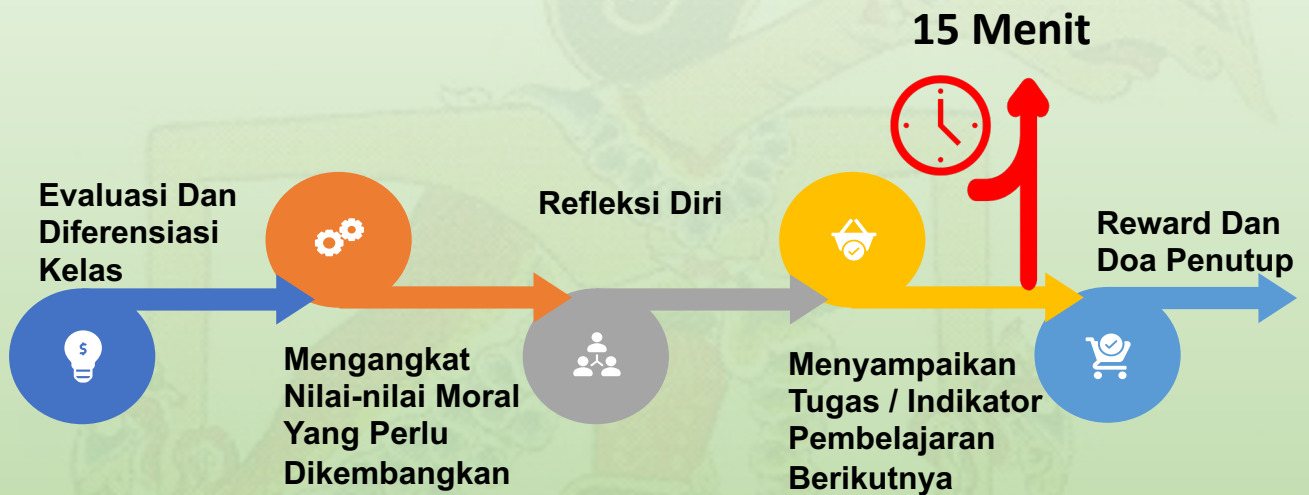 15 Menit
Evaluasi Dan
Diferensiasi
Kelas
Mengangkat
Nilai-nilai Moral
Yang Perlu
Dikembangkan
Refleksi Diri
Menyampaikan
Tugas / Indikator
Pembelajaran
Berikutnya
Reward Dan
Doa Penutup
$